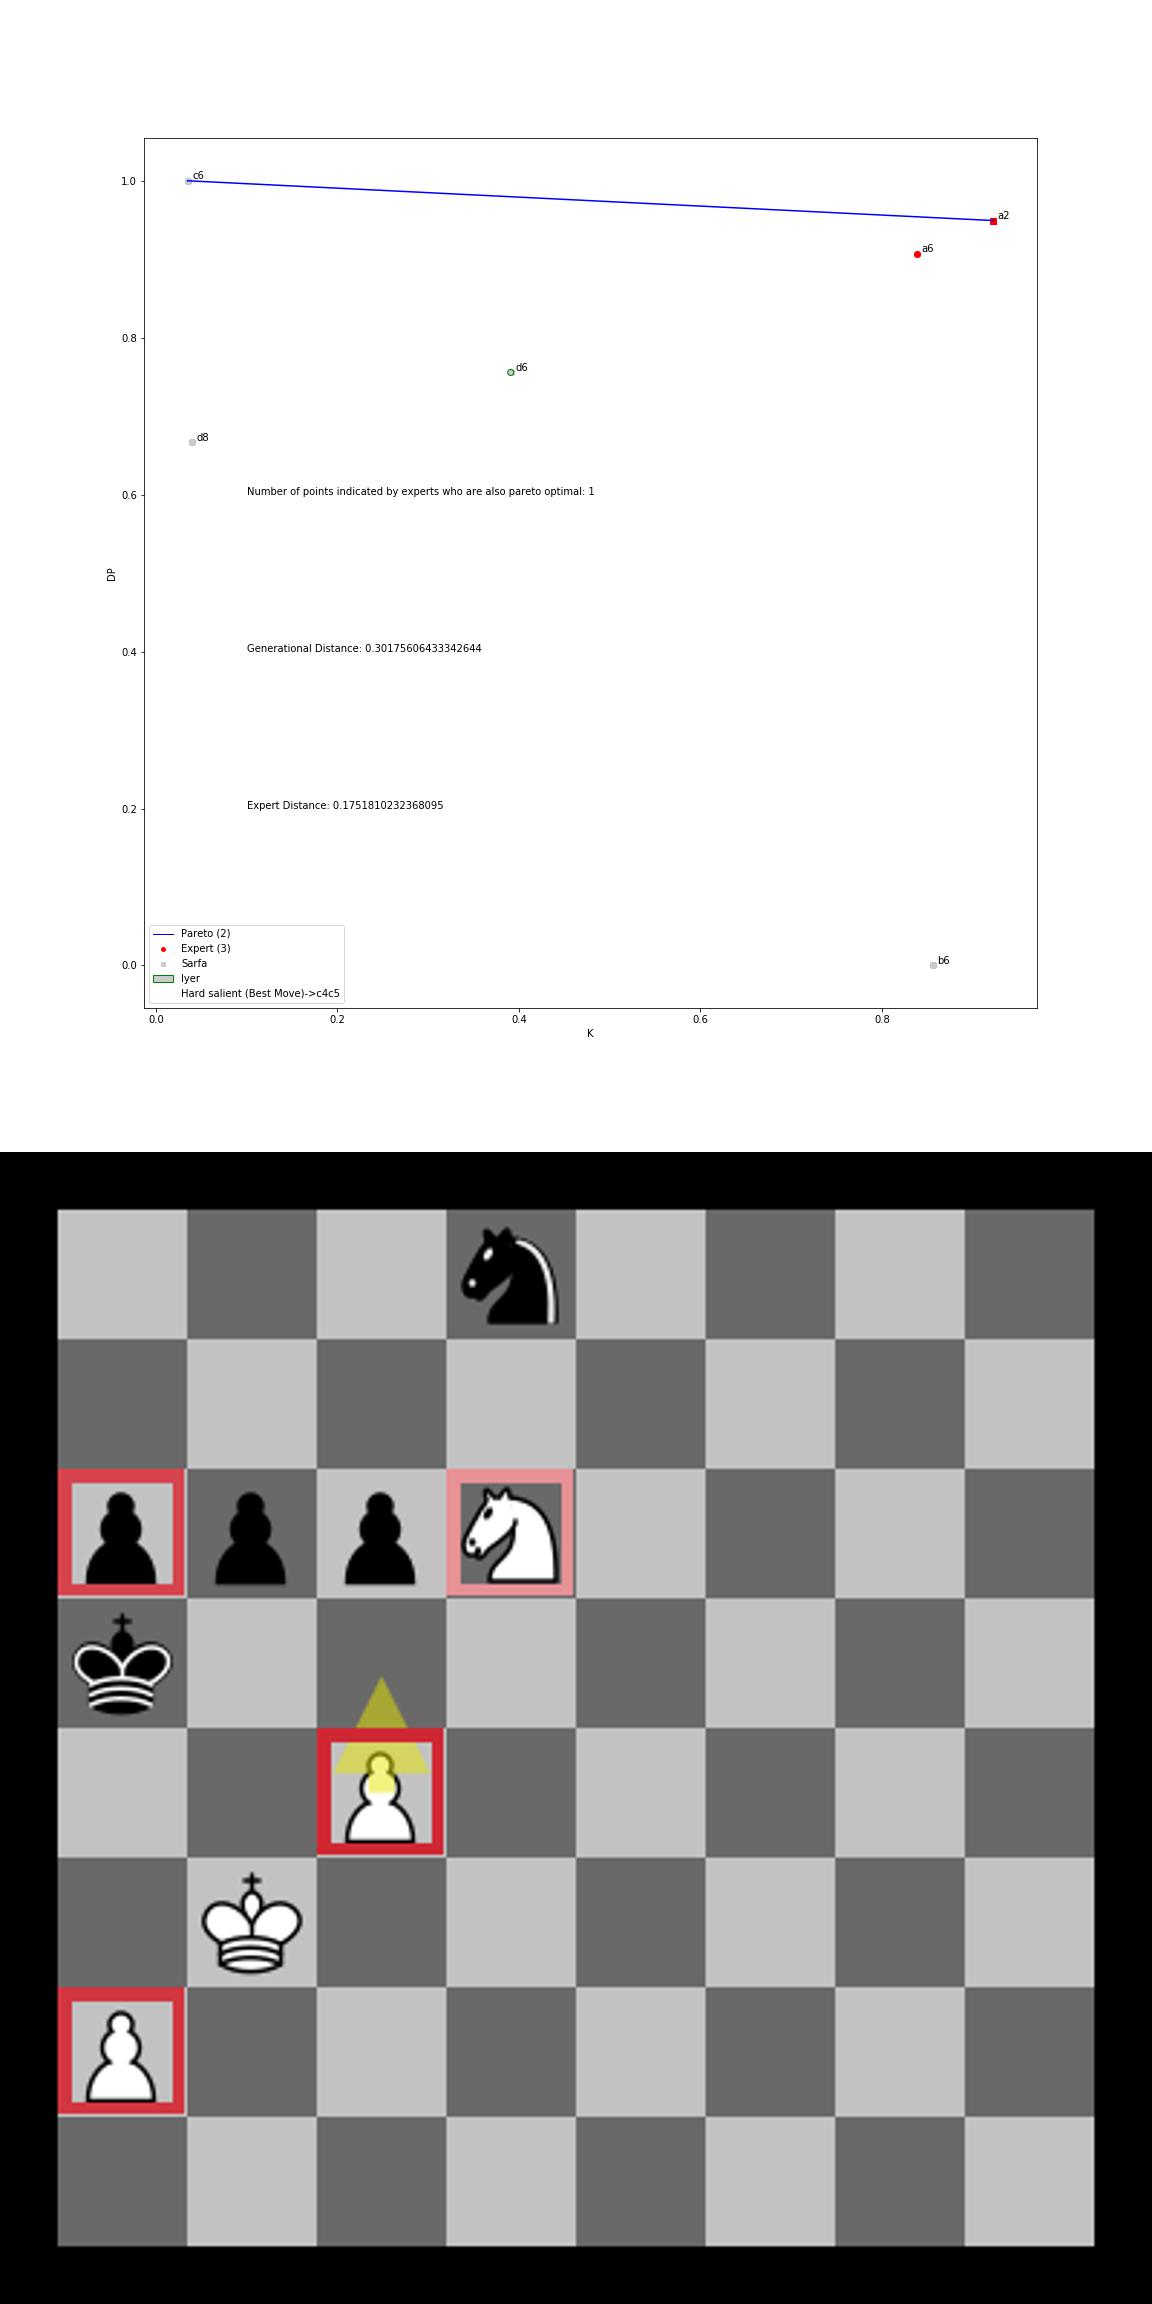 c6
1.0
a2
a6
0.8
d6
d8
0.6
Number of points indicated by experts who are also pareto optimal: 1
DP
0.4
Generational Distance: 0.30175606433342644
0.2
Expert Distance: 0.1751810232368095
Pareto (2)
Expert (3)
Sarfa
Iyer
Hard salient (Best Move)->c4c5
0.0
b6
0.0 0.2 0.4 0.6 0.8
K